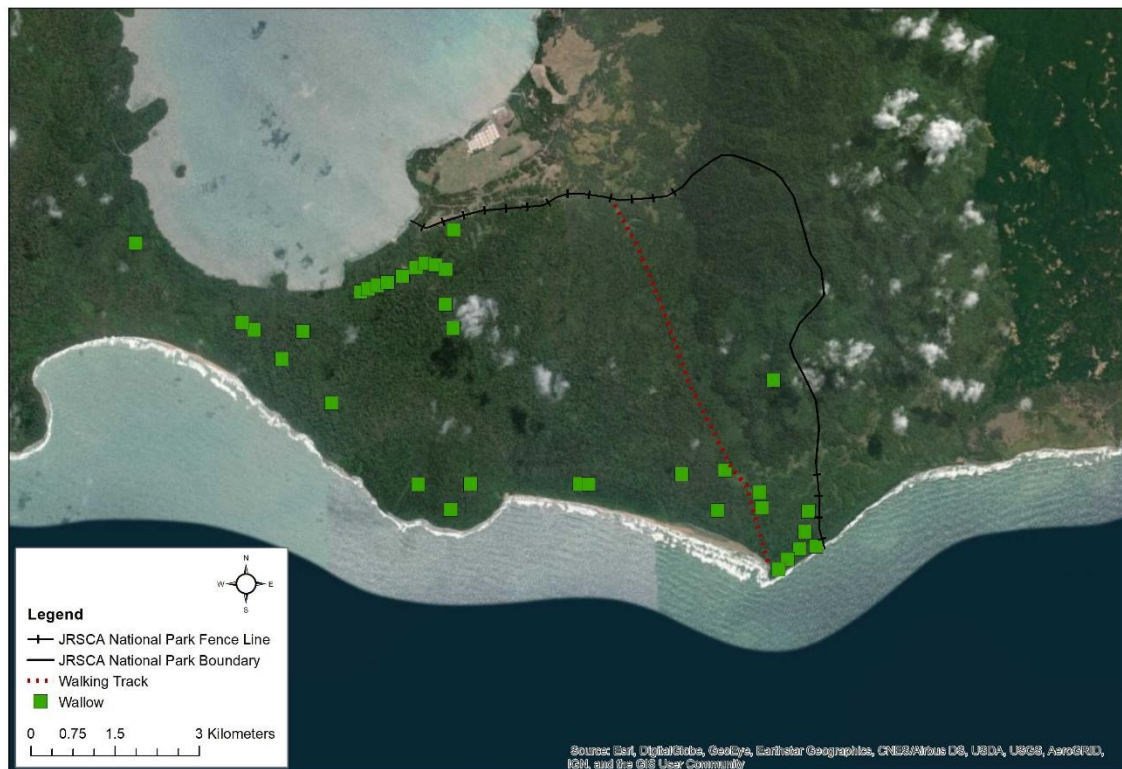 N
W E
S
Legend
JRSCA National Park Fence Line
JRSCA National Park Boundary
Walking Track
Wallow
0 0.75 1.5 3 Kilometers
Source: Esri, DigitalGlobe, GeoEye, Earthstar Geographics, CNES/Airbus DS, USDA, USGS, AeroGRID,
IGN, and the GIS User Community